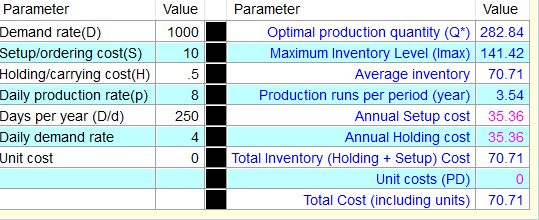 Parameter Value Parameter Value
Demand rate(D) 1000 Optimal production quantity (Q*) 282.84
Setup/ordering cost(S) 10 Maximum Inventory Level (Imax) 141.42
Holding/carrying cost(H) .5 Average inventory 70.71
Daily production rate(p) 8 Production runs per period (year) 3.54
Days per year (D/d) 250 Annual Setup cost 35.36
Daily demand rate 4 Annual Holding cost 35.36
Unit cost 0 Total Inventory (Holding + Setup) Cost 70.71
Unit costs (PD) 0
Total Cost (including units) 70.71